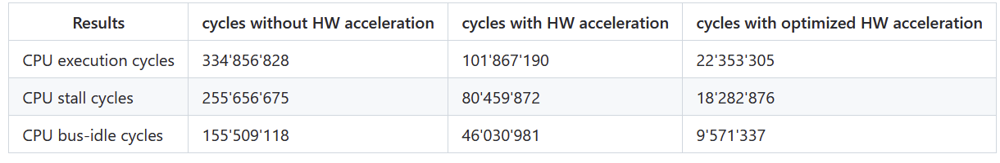 Results cycles without HW acceleration cycles with HW acceleration cycles with optimized HW acceleration
CPU execution cycles 334'856'828 101'867'190 22'353'305
CPU stall cycles 255'656'675 80'459'872 18'282'876
CPU bus-idle cycles 155'509'118 46'030'981 9'571'337